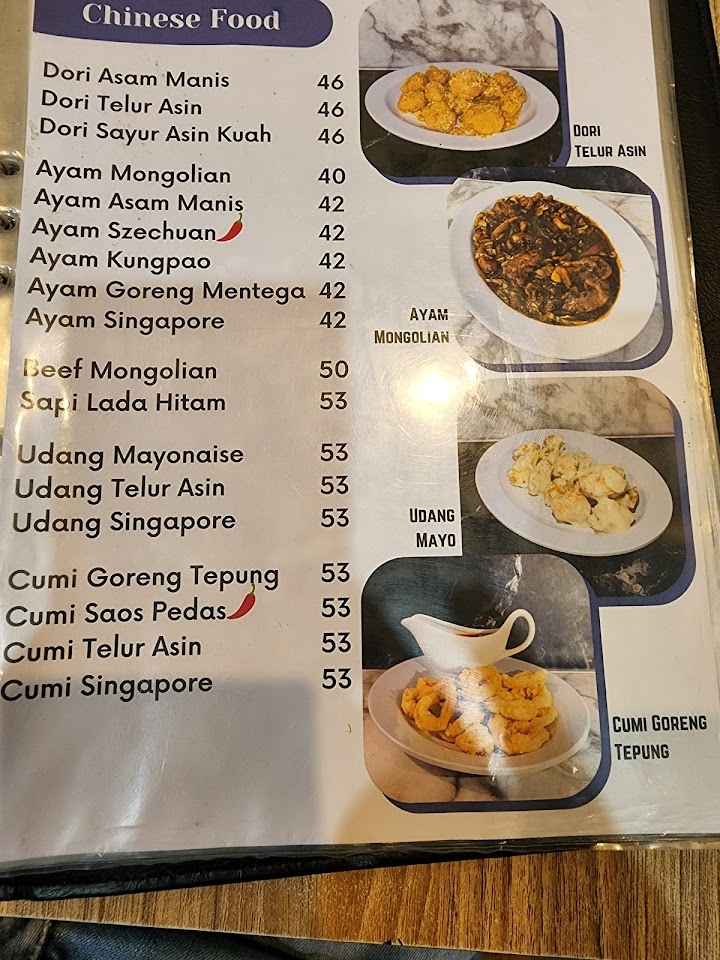 Chinese Food
Dori Asam Manis 46
Dori Telur Asin 46
Dori Sayur Asin Kuah 46
Ayam Mongolian 40
Ayam Asam Manis 42
Ayam Szechuan 42
Ayam Kungpao 42
Ayam Goreng Mentega 42
Ayam Singapore 42
Beef Mongolian 50
Sapi Lada Hitam 53
Udang Mayonaise 53
Udang Telur Asin 53
Udang Singapore 53
Cumi Goreng Tepung 53
Cumi Saos Pedas 53
Cumi Telur Asin 53
Cumi Singapore 53
DORI
TELUR ASIN
AYAM
MONGOLIAN
UDANG
MAYO
CUMI GORENG
TEPUNG